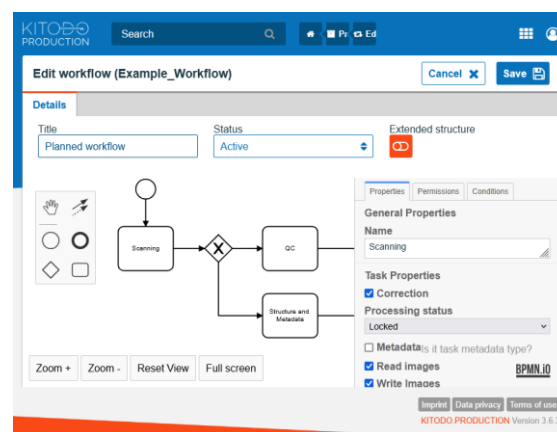 KITODO
PRODUCTION
Search
Pr
Ed
Edit workflow (Example_Workflow)
Cancel
Save
Details
Title
Status
Extended structure
Planned workflow
Active
Properties
Permissions
Conditions
General Properties
Name
Scanning
Scanning
QC
Task Properties
Correction
Processing status
Locked
Structure and
Metadata
Metadata Is it task metadata type?
Read images
Write Images
BPMN.iO
Zoom +
Zoom -
Reset View
Full screen
Imprint
Data privacy
Terms of use
KITODO.PRODUCTION Version 3.6.